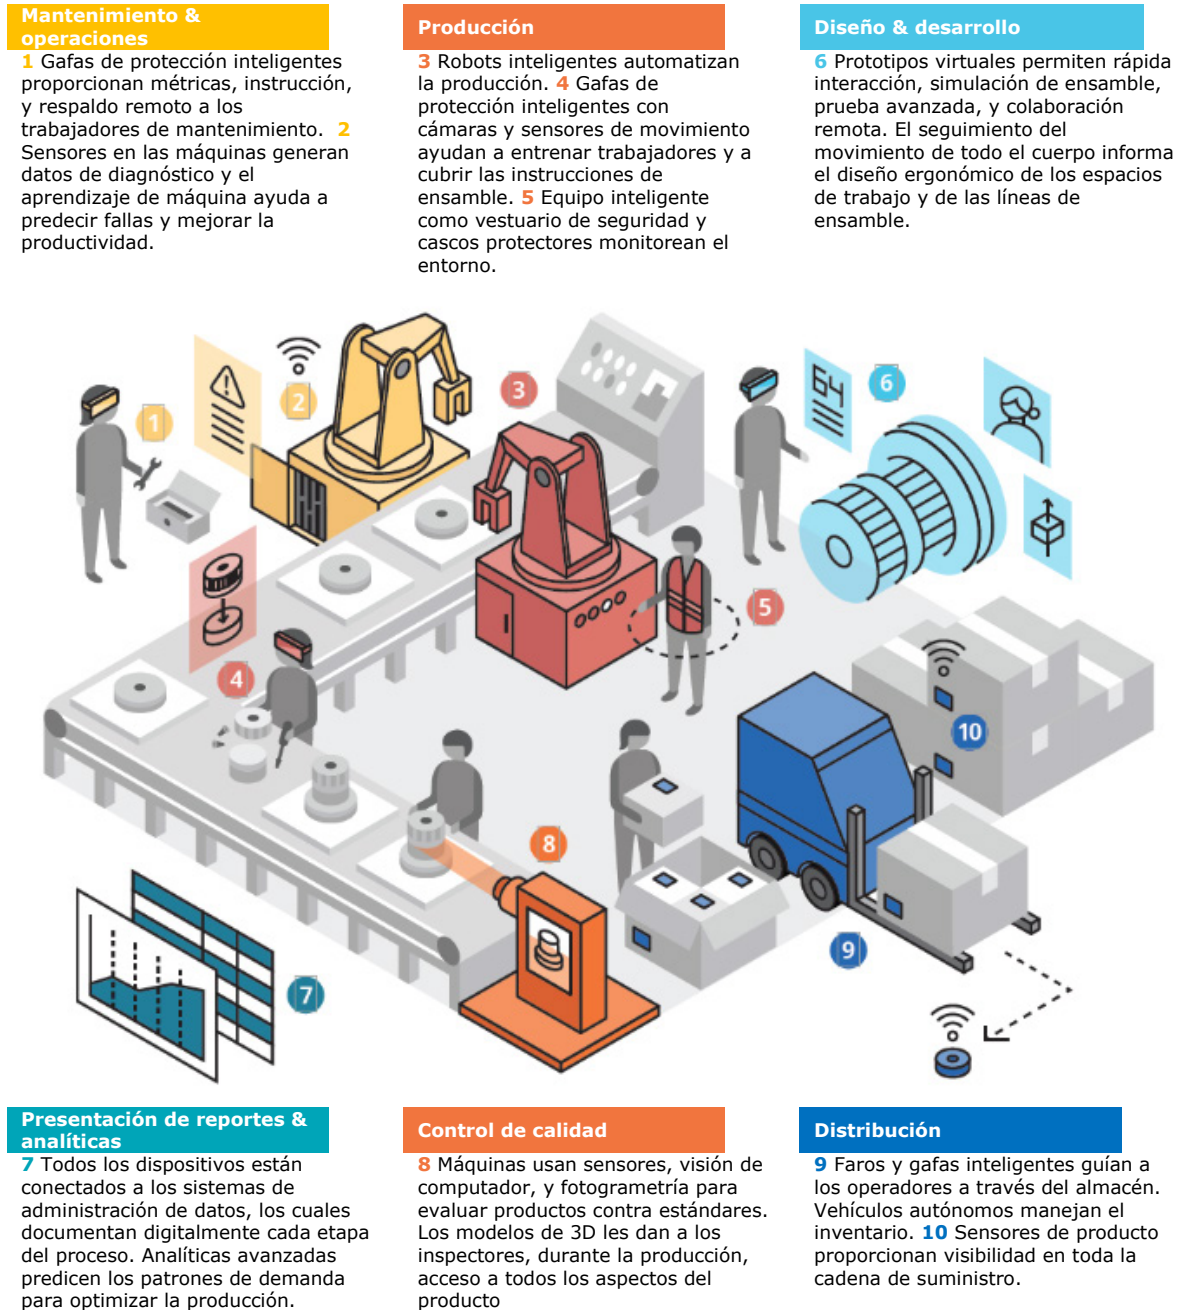 Mantenimiento &
operaciones
1 Gafas de protección inteligentes
proporcionan métricas, instrucción,
y respaldo remoto a los
trabajadores de mantenimiento. 2
Sensores en las máquinas generan
datos de diagnóstico y el
aprendizaje de máquina ayuda a
predecir fallas y mejorar la
productividad.
Producción
3 Robots inteligentes automatizan
la producción. 4 Gafas de
protección inteligentes con
cámaras y sensores de movimiento
ayudan a entrenar trabajadores y a
cubrir las instrucciones de
ensamble. 5 Equipo inteligente
como vestuario de seguridad y
cascos protectores monitorean el
entorno.
Diseño & desarrollo
6 Prototipos virtuales permiten rápida
interacción, simulación de ensamble,
prueba avanzada, y colaboración
remota. El seguimiento del
movimiento de todo el cuerpo informa
el diseño ergonómico de los espacios
de trabajo y de las líneas de
ensamble.
1
2
3
64
6
4
5
10
8
9
7
Presentación de reportes &
analíticas
7 Todos los dispositivos están
conectados a los sistemas de
administración de datos, los cuales
documentan digitalmente cada etapa
del proceso. Analíticas avanzadas
predicen los patrones de demanda
para optimizar la producción.
Control de calidad
8 Máquinas usan sensores, visión de
computador, y fotogrametría para
evaluar productos contra estándares.
Los modelos de 3D les dan a los
inspectores, durante la producción,
acceso a todos los aspectos del
producto
Distribución
9 Faros y gafas inteligentes guían a
los operadores a través del almacén.
Vehículos autónomos manejan el
inventario. 10 Sensores de producto
proporcionan visibilidad en toda la
cadena de suministro.